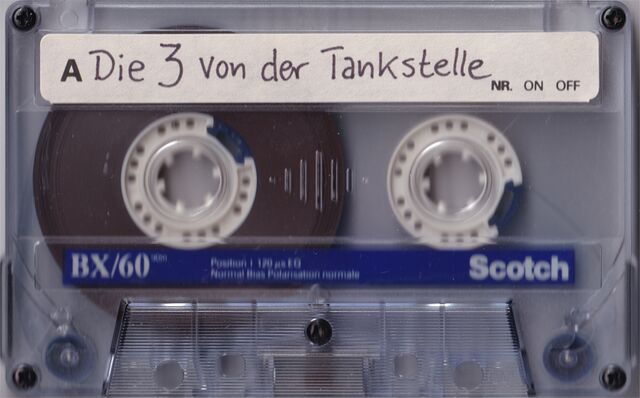 A Die 3 von der Tankstelle
NR. ON OFF
BX/60
Position I 120 µs EQ
Normal Bias Polarisation normale
Scotch